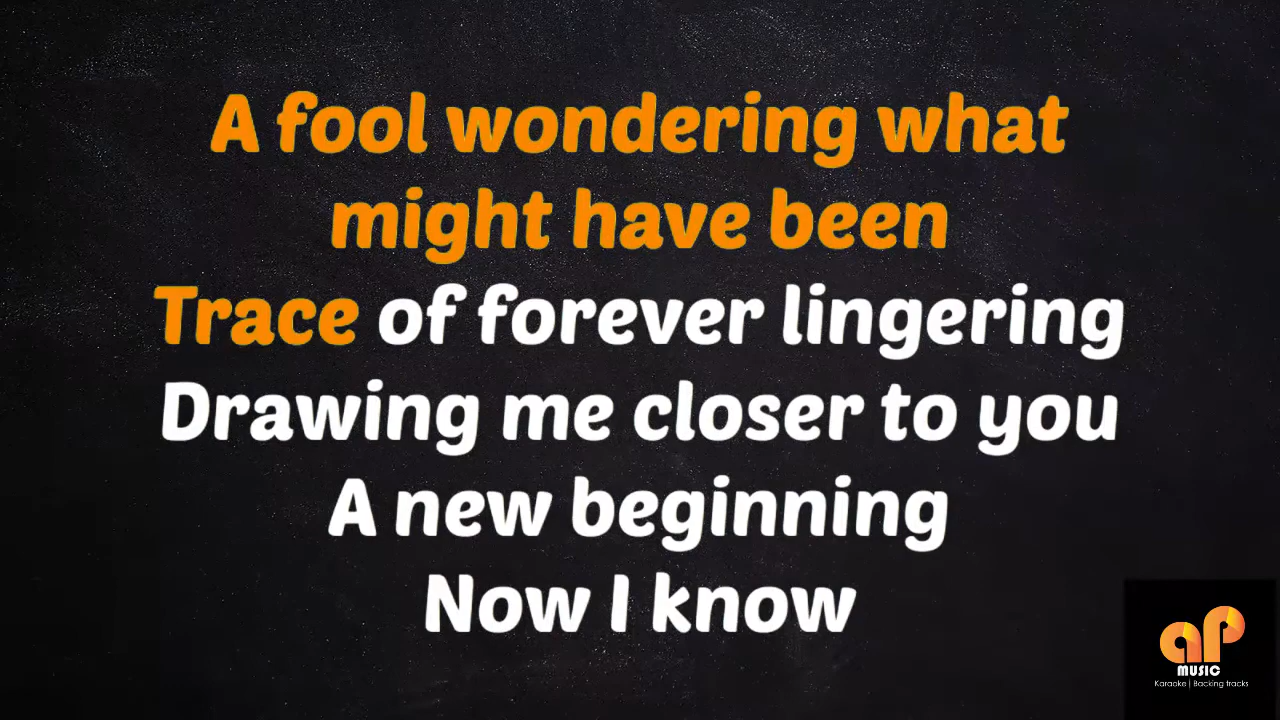 A fool wondering what
might have been
Trace of forever lingering
Drawing me closer to you
A new beginning
Now I know
ap
MUSIC
Karaoke | Backing tracks